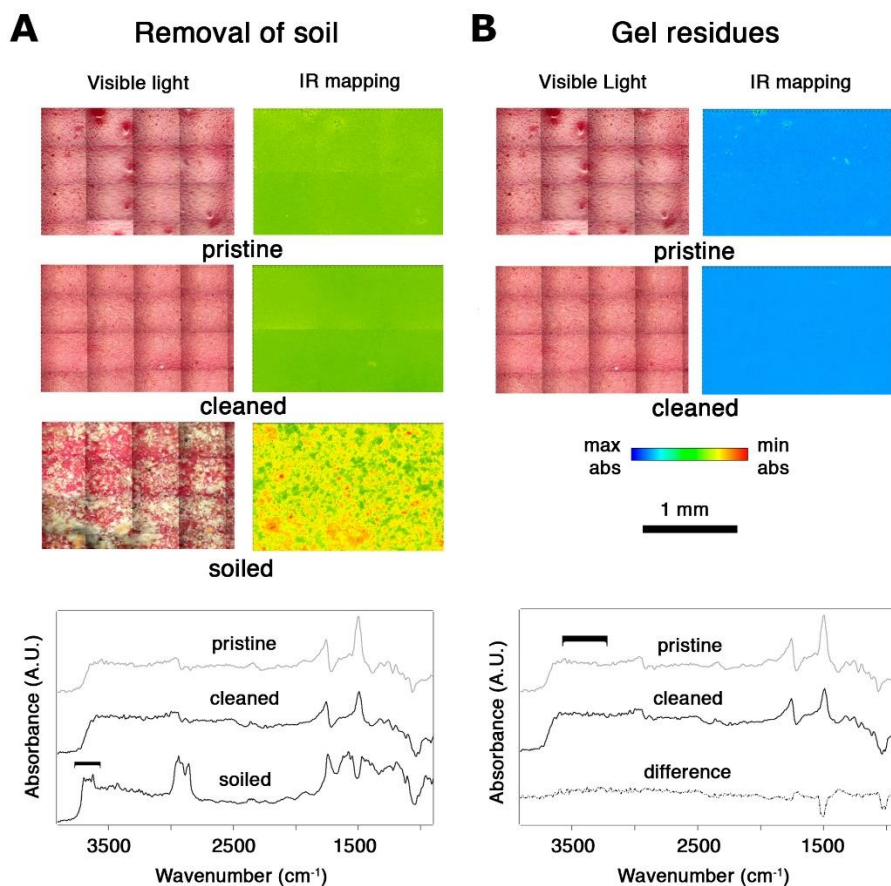 A Removal of soil
Visible light IR mapping
pristine
cleaned
soiled
Absorbance (A.U.)
pristine
cleaned
soiled
3500 2500 1500
Wavenumber (cm⁻¹)
B Gel residues
Visible Light IR mapping
pristine
cleaned
max abs min abs
1 mm
Absorbance (A.U.)
pristine
cleaned
difference
3500 2500 1500
Wavenumber (cm⁻¹)